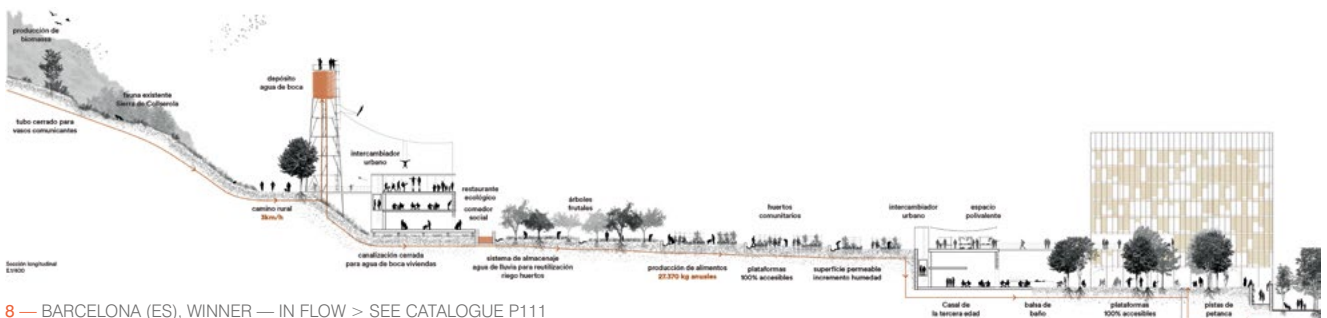 producción de
biomasa
fauna existente
Sierra de Collserola
tubo cerrado para
vasos comunicantes
depósito
agua de boca
camino rural
3km/h
intercambiador
urbano
restaurante
ecológico
comedor
social
canalización cerrada
para agua de boca viviendas
sistema de almacenaje
agua de lluvia para reutilización
riego huertos
árboles
frutales
producción de alimentos
27.370 kg anuales
huertos
comunitarios
plataformas
100% accesibles
superficie permeable
incremento humedad
intercambiador
urbano
espacio
polivalente
Casal de
la tercera edad
balsa de
baño
plataformas
100% accesibles
pistas de
petanca
Sección longitudinal
8 — BARCELONA (ES), WINNER — IN FLOW > SEE CATALOGUE P111